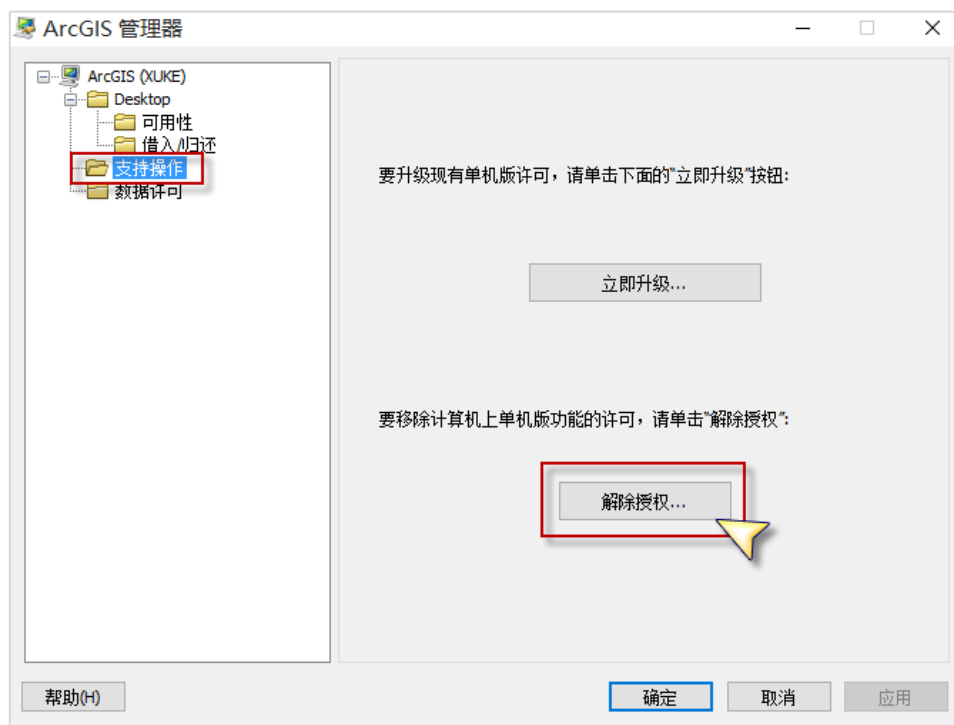 ArcGIS 管理器
ArcGIS (XUKE)
Desktop
可用性
借入/归还
支持操作
数据许可
要升级现有单机版许可，请单击下面的"立即升级"按钮:
立即升级...
要移除计算机上单机版功能的许可，请单击"解除授权":
解除授权...
帮助(H)
确定
取消
应用